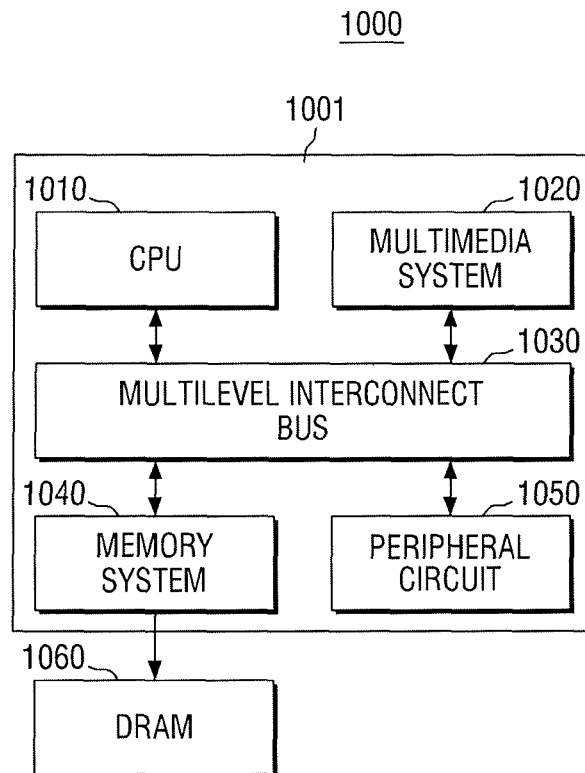 1000
1001
1010
1020
CPU
MULTIMEDIA
SYSTEM
1030
MULTILEVEL INTERCONNECT
BUS
1040
1050
MEMORY
SYSTEM
PERIPHERAL
CIRCUIT
1060
DRAM